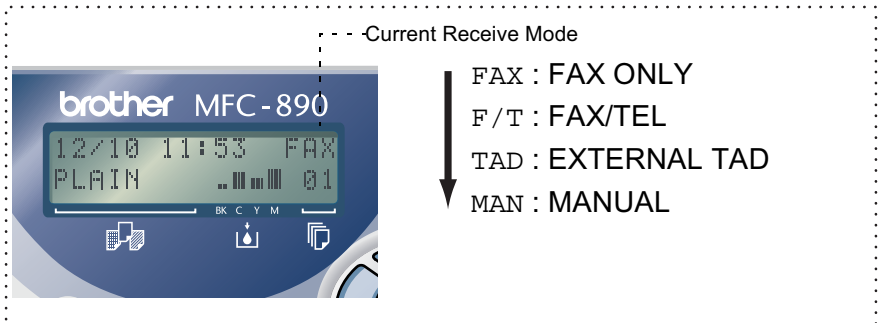 Current Receive Mode
brother MFC-890
12/10 11:53 FAX
PLAIN 01
BK C Y M
FAX : FAX ONLY
F/T : FAX/TEL
TAD : EXTERNAL TAD
MAN : MANUAL